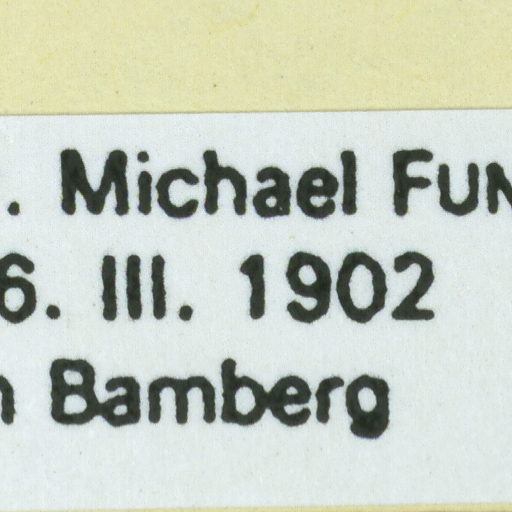 . Michael FUN
6. III. 1902
n Bamberg